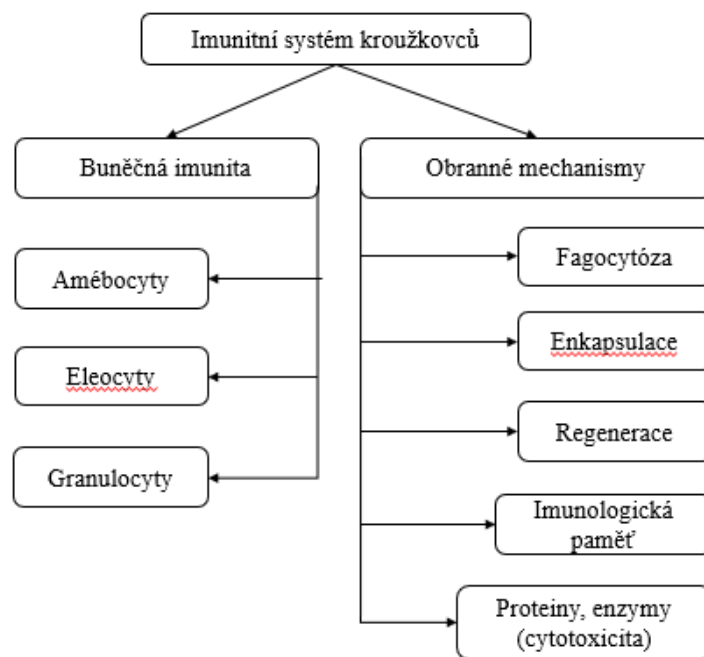 Imunitní systém kroužkovců
Buněčná imunita
Obranné mechanismy
Amébocyty
Eleocyty
Granulocyty
Fagocytóza
Enkapsulace
Regenerace
Imunologická
paměť
Proteiny, enzymy
(cytotoxicita)